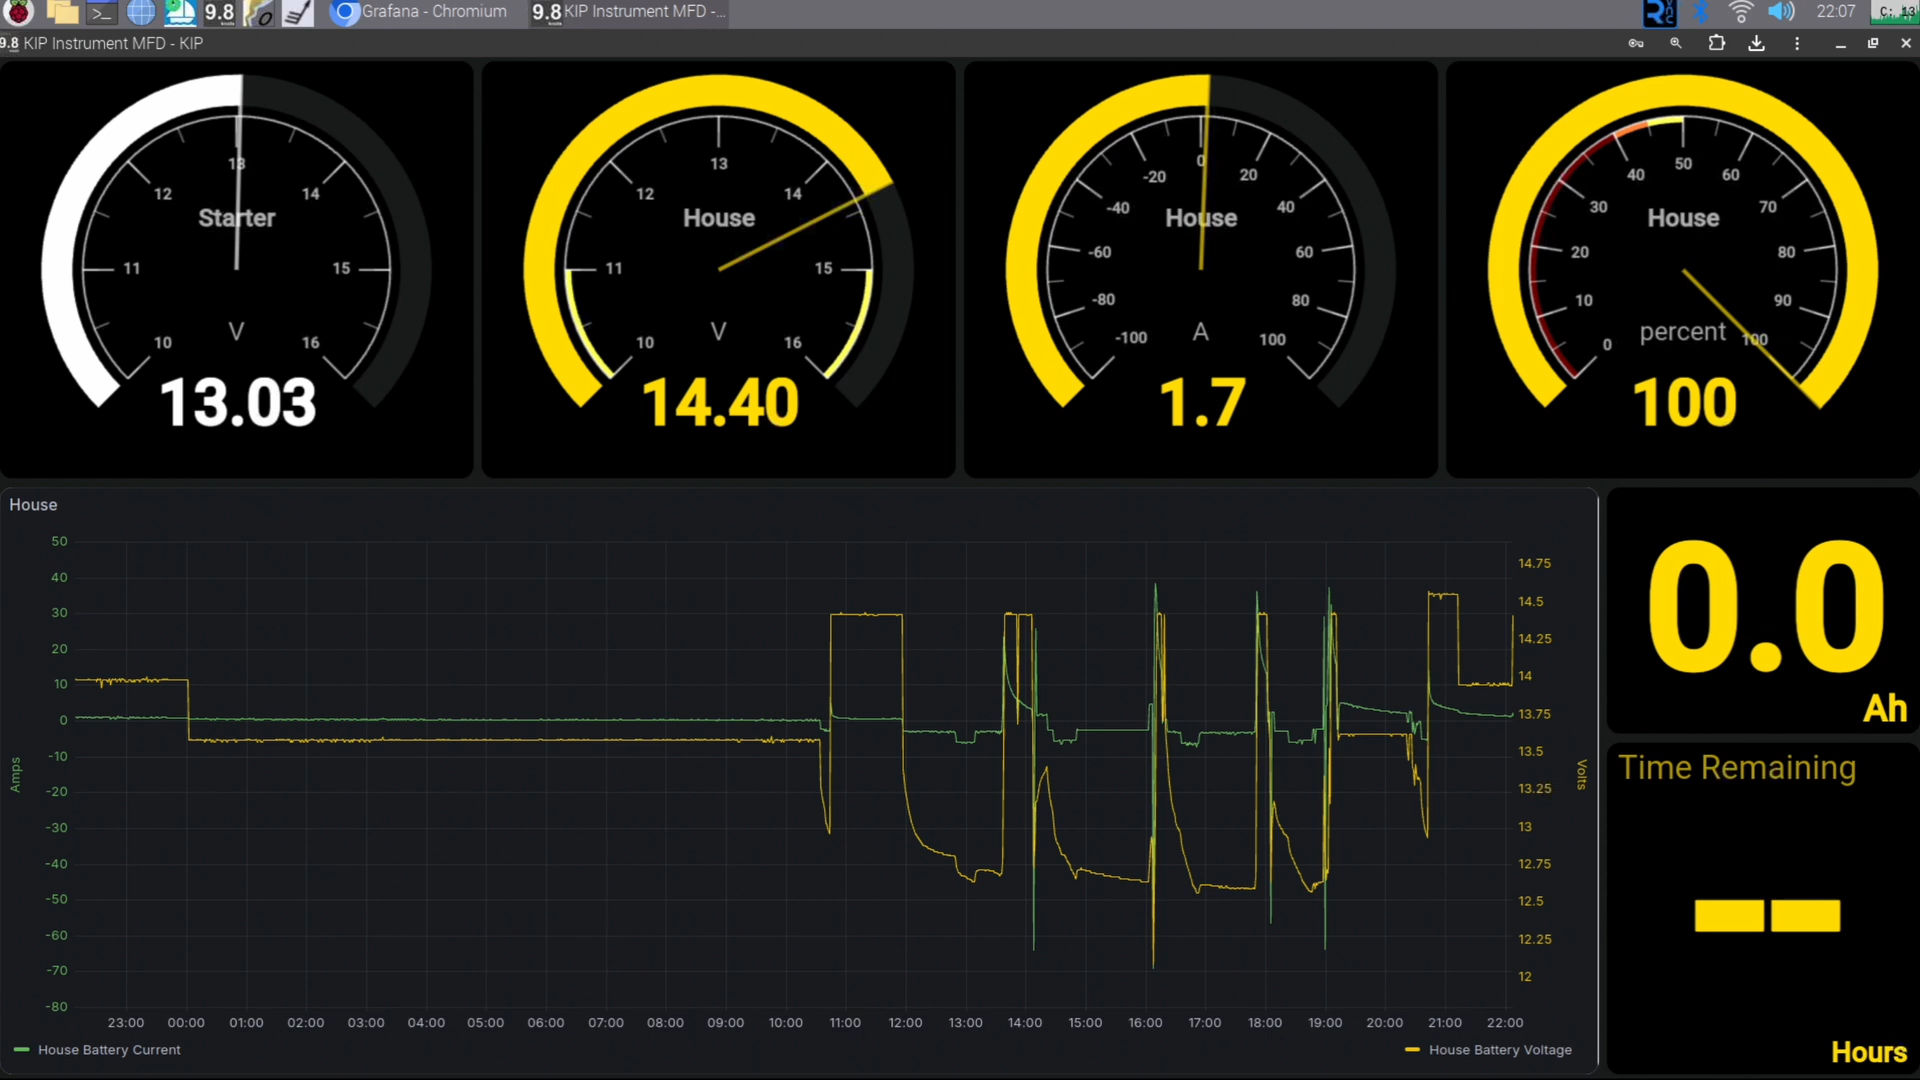 9.8 Grafana - Chromium 9.8 KIP Instrument MFD -... 22:07 C: 13
9.8 KIP Instrument MFD - KIP
10 11 12 13 14 15 16
Starter
V
13.03
10 11 12 13 14 15 16
House
V
14.40
-100 -80 -60 -40 -20 0 20 40 60 80 100
House
A
1.7
0 10 20 30 40 50 60 70 80 90 100
House
percent
100
House
50
40
30
20
10
0
-10
-20
-30
-40
-50
-60
-70
-80
Amps
14.75
14.5
14.25
14
13.75
13.5
13.25
13
12.75
12.5
12.25
12
Volts
23:00 00:00 01:00 02:00 03:00 04:00 05:00 06:00 07:00 08:00 09:00 10:00 11:00 12:00 13:00 14:00 15:00 16:00 17:00 18:00 19:00 20:00 21:00 22:00
House Battery Current
House Battery Voltage
0.0
Ah
Time Remaining
--
Hours